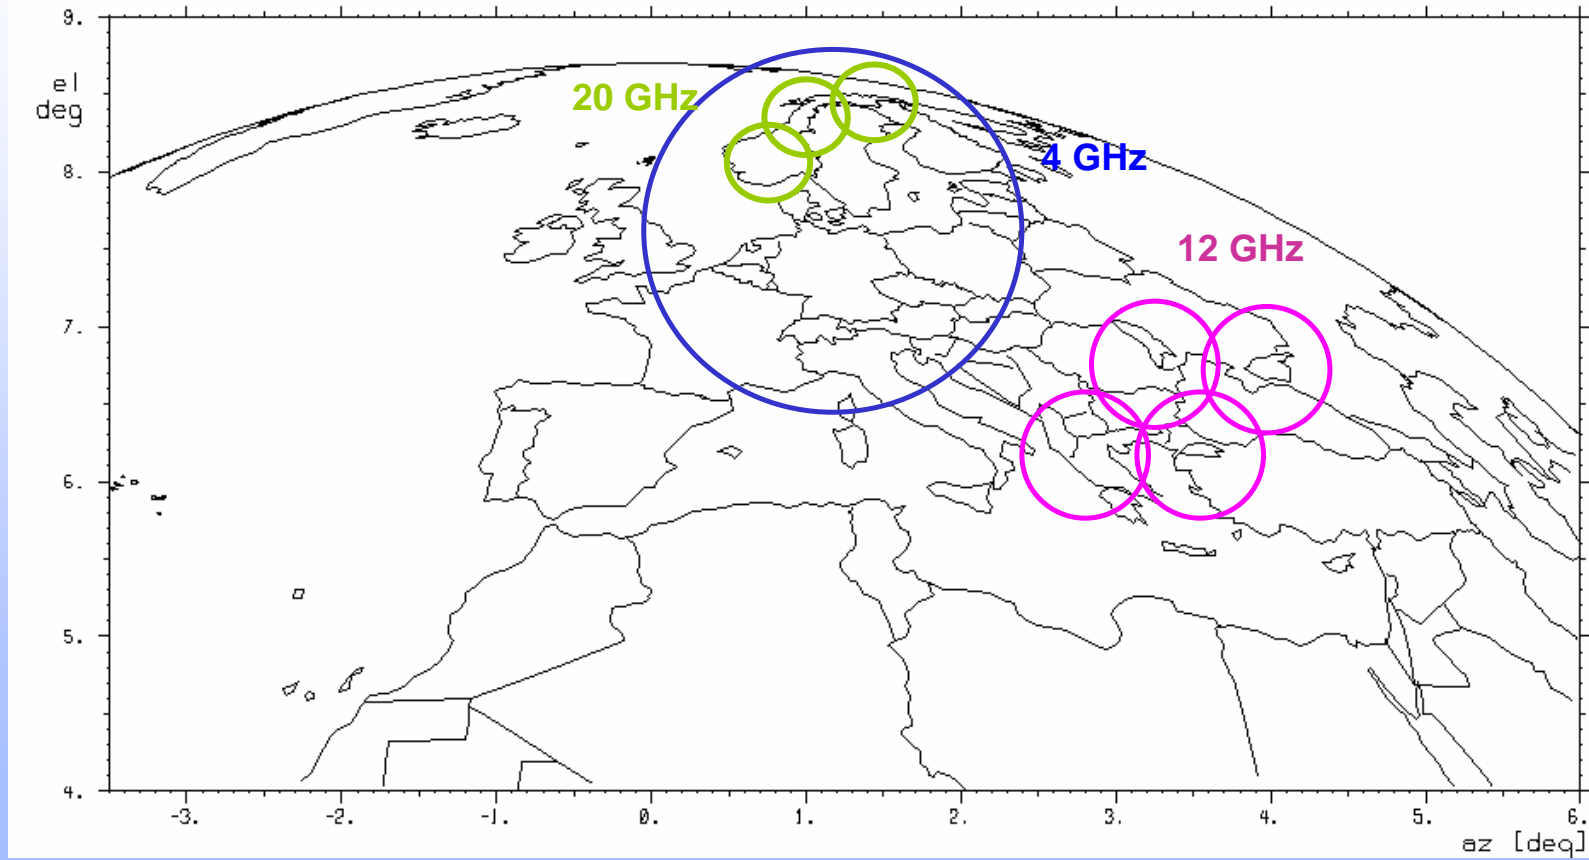 9.
el
deg
20 GHz
4 GHz
8.
12 GHz
7.
6.
5.
4.
-3. -2. -1. 0. 1. 2. 3. 4. 5. 6.
az [deg]